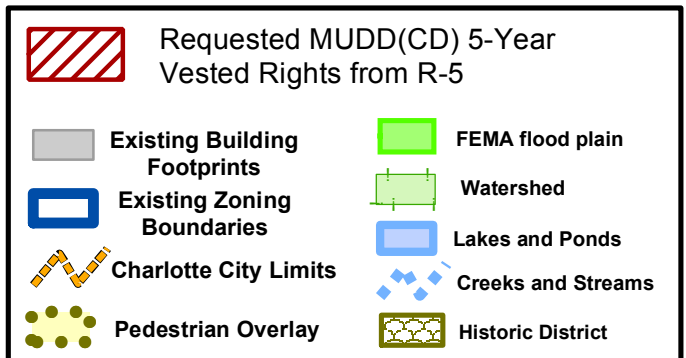 Requested MUDD(CD) 5-Year
Vested Rights from R-5
Existing Building
Footprints
Existing Zoning
Boundaries
Charlotte City Limits
Pedestrian Overlay
FEMA flood plain
Watershed
Lakes and Ponds
Creeks and Streams
Historic District